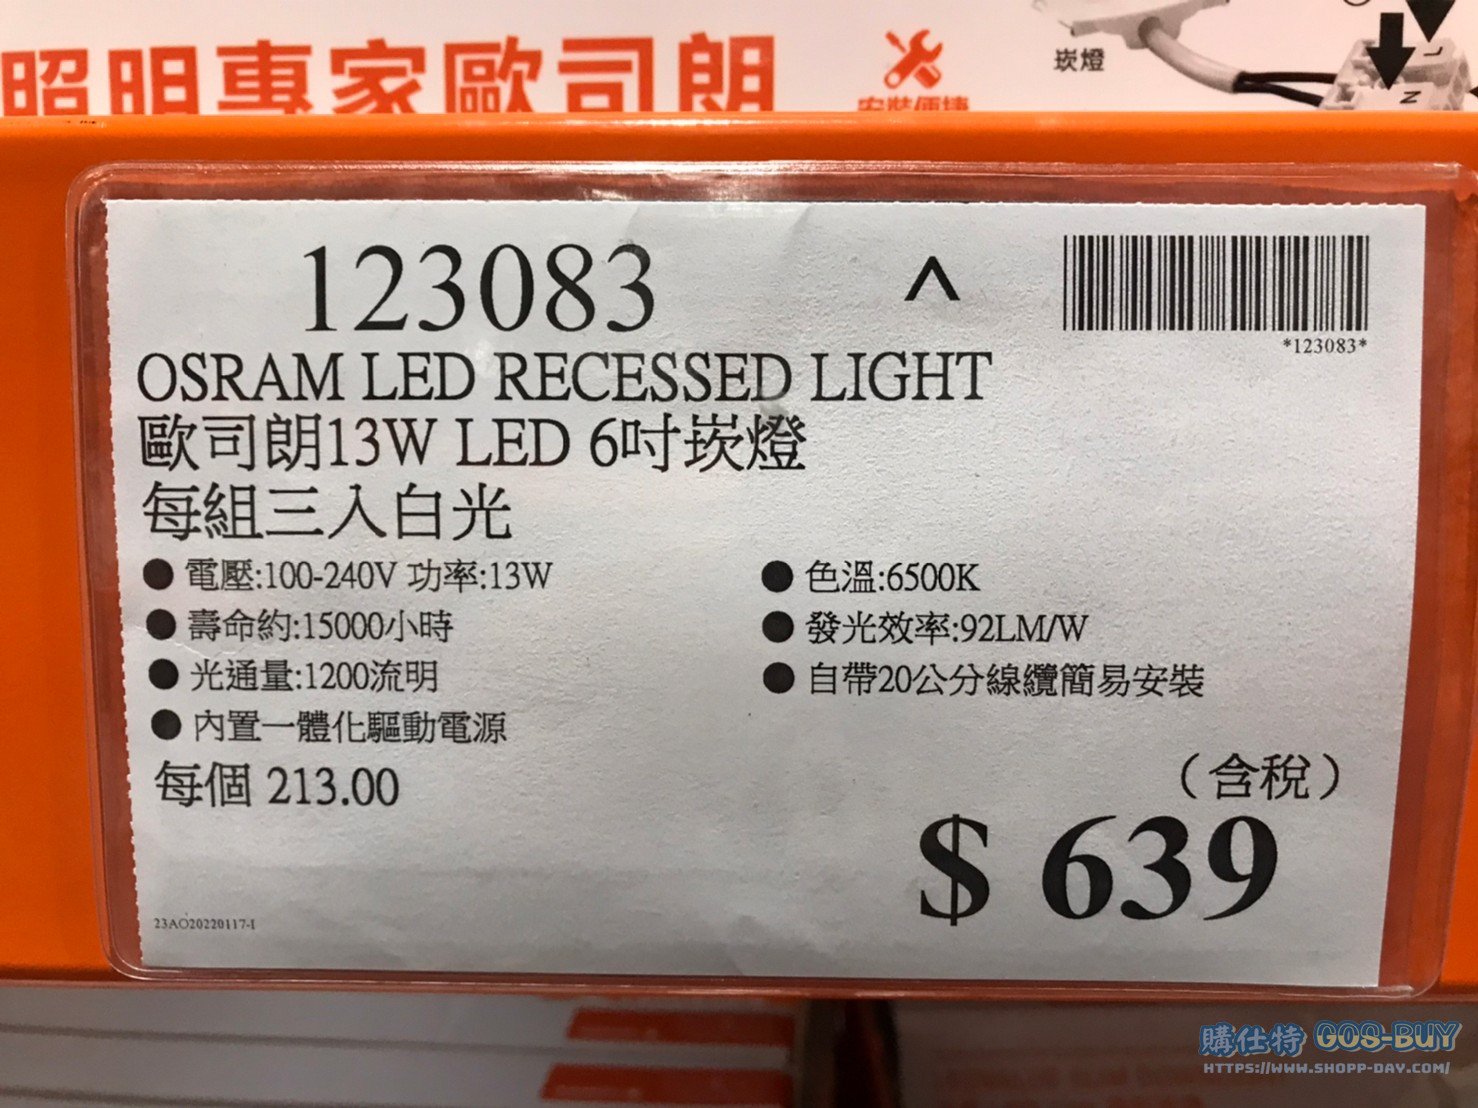 照明專家歐司朗
安裝便捷
崁燈
L
N
123083
^
*123083*
OSRAM LED RECESSED LIGHT
歐司朗13W LED 6吋崁燈
每組三入白光
● 電壓:100-240V 功率:13W
● 色溫:6500K
● 壽命約:15000小時
● 發光效率:92LM/W
● 光通量:1200流明
● 自帶20公分線纜簡易安裝
● 內置一體化驅動電源
每個 213.00
（含稅）
$ 639
23AO20220117-I
購仕特 GOS-BUY
HTTPS://WWW.SHOPP-DAY.COM/